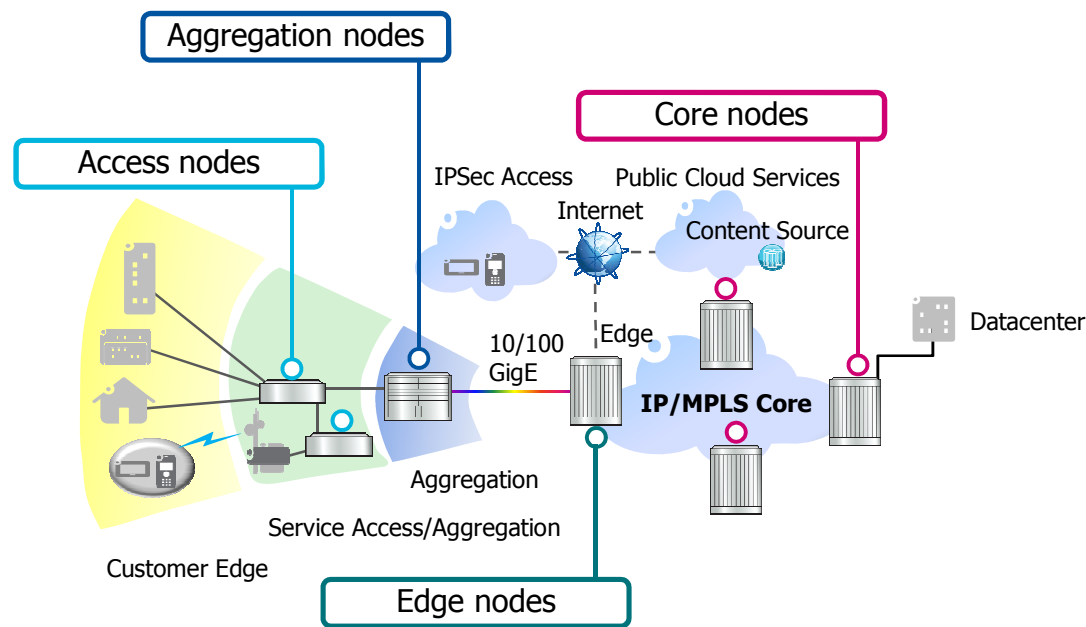 Aggregation nodes
Core nodes
Access nodes
IPSec Access
Public Cloud Services
Internet
Content Source
Datacenter
10/100
GigE
Edge
IP/MPLS Core
Aggregation
Service Access/Aggregation
Customer Edge
Edge nodes